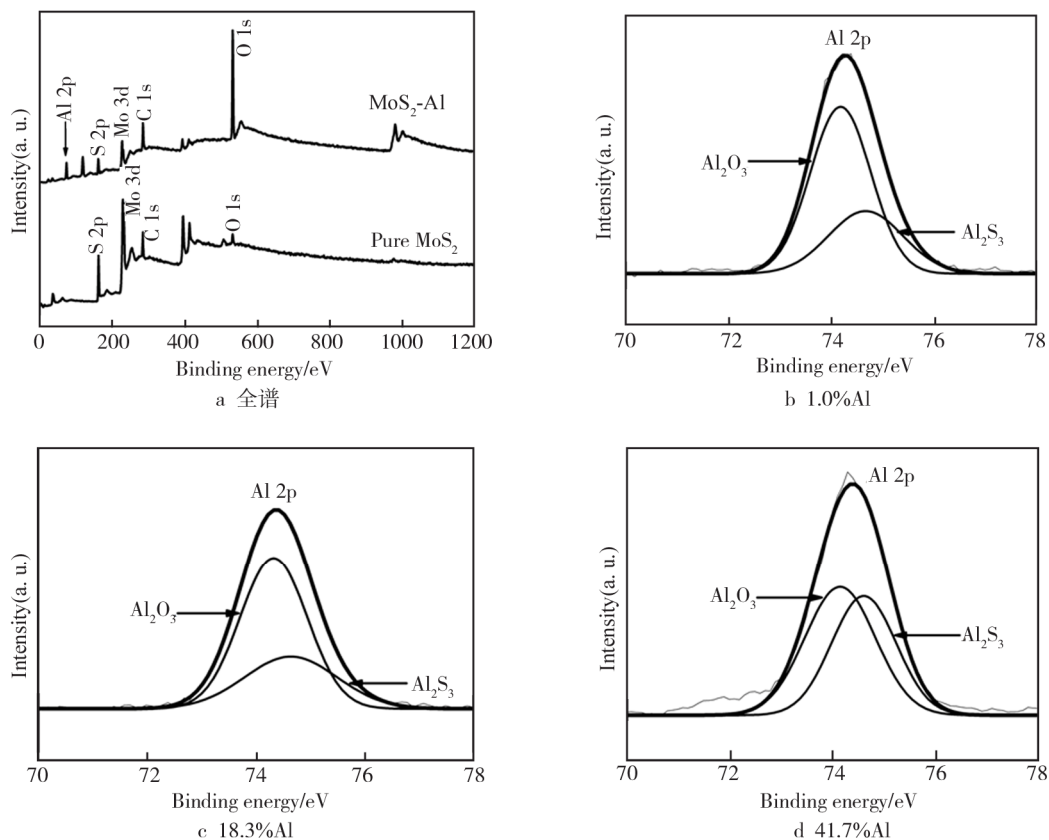 Intensity(a. u.)
Al 2p
S 2p
Mo 3d
C 1s
O 1s
MoS₂-Al
S 2p
Mo 3d
C 1s
O 1s
Pure MoS₂
0 200 400 600 800 1000 1200
Binding energy/eV
a 全谱
Intensity(a. u.)
Al 2p
Al₂O₃
Al₂S₃
70 72 74 76 78
Binding energy/eV
b 1.0%Al
Intensity(a. u.)
Al 2p
Al₂O₃
Al₂S₃
70 72 74 76 78
Binding energy/eV
c 18.3%Al
Intensity(a. u.)
Al 2p
Al₂O₃
Al₂S₃
70 72 74 76 78
Binding energy/eV
d 41.7%Al